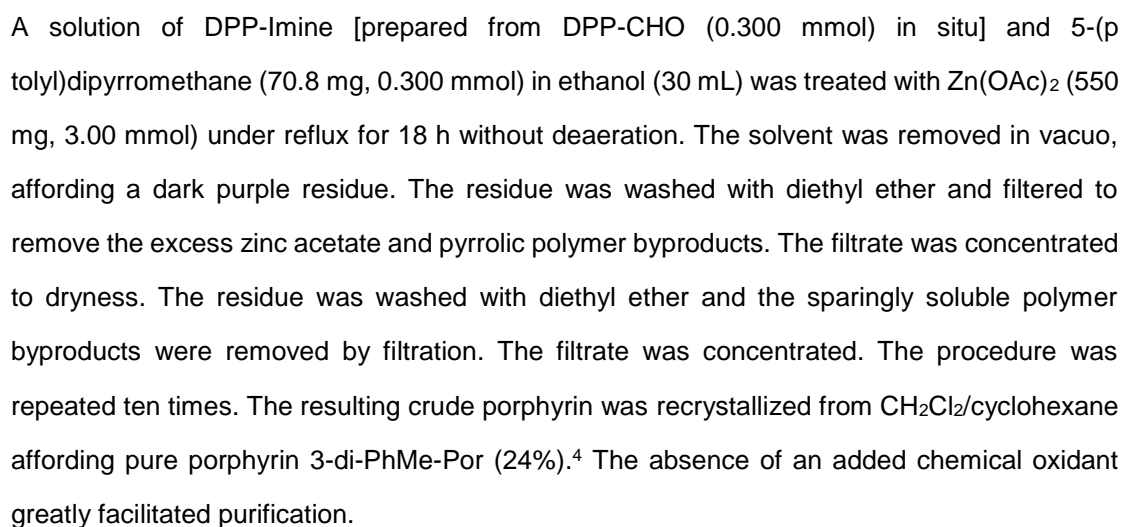 A solution of DPP-Imine [prepared from DPP-CHO (0.300 mmol) in situ] and 5-(p
tolyl)dipyrromethane (70.8 mg, 0.300 mmol) in ethanol (30 mL) was treated with Zn(OAc)₂ (550
mg, 3.00 mmol) under reflux for 18 h without deaeration. The solvent was removed in vacuo,
affording a dark purple residue. The residue was washed with diethyl ether and filtered to
remove the excess zinc acetate and pyrrolic polymer byproducts. The filtrate was concentrated
to dryness. The residue was washed with diethyl ether and the sparingly soluble polymer
byproducts were removed by filtration. The filtrate was concentrated. The procedure was
repeated ten times. The resulting crude porphyrin was recrystallized from CH₂Cl₂/cyclohexane
affording pure porphyrin 3-di-PhMe-Por (24%).⁴ The absence of an added chemical oxidant
greatly facilitated purification.